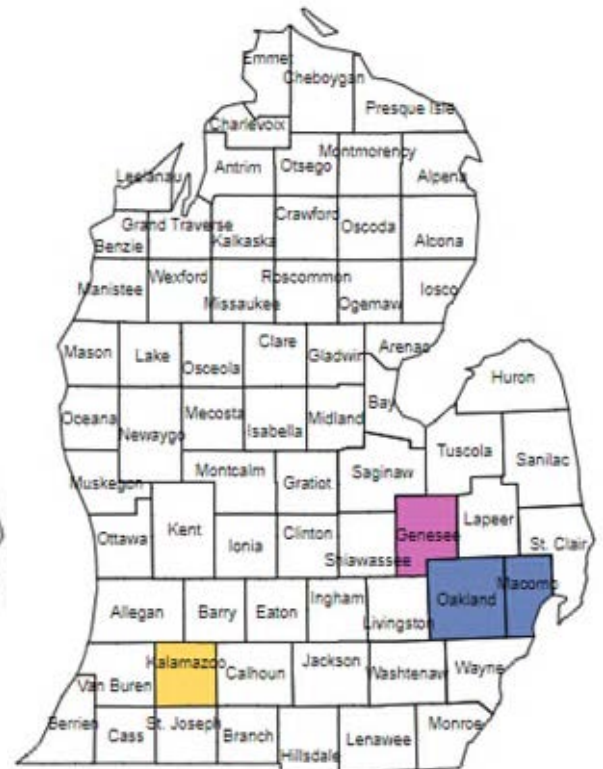 Emmet
Cheboygan
Presque Isle
Charlevoix
Antrim
Otsego
Montmorency
Alpena
Leelanau
Grand Traverse
Kalkaska
Crawford
Oscoda
Alcona
Benzie
Manistee
Wexford
Missaukee
Roscommon
Ogemaw
Iosco
Mason
Lake
Osceola
Clare
Gladwin
Arenac
Huron
Oceana
Newaygo
Mecosta
Isabella
Midland
Bay
Tuscola
Sanilac
Muskegon
Montcalm
Gratiot
Saginaw
Ottawa
Kent
Ionia
Clinton
Shiawassee
Genesee
Lapeer
St. Clair
Allegan
Barry
Eaton
Ingham
Livingston
Oakland
Macomb
Van Buren
Kalamazoo
Calhoun
Jackson
Washtenaw
Wayne
Berrien
Cass
St. Joseph
Branch
Hillsdale
Lenawee
Monroe